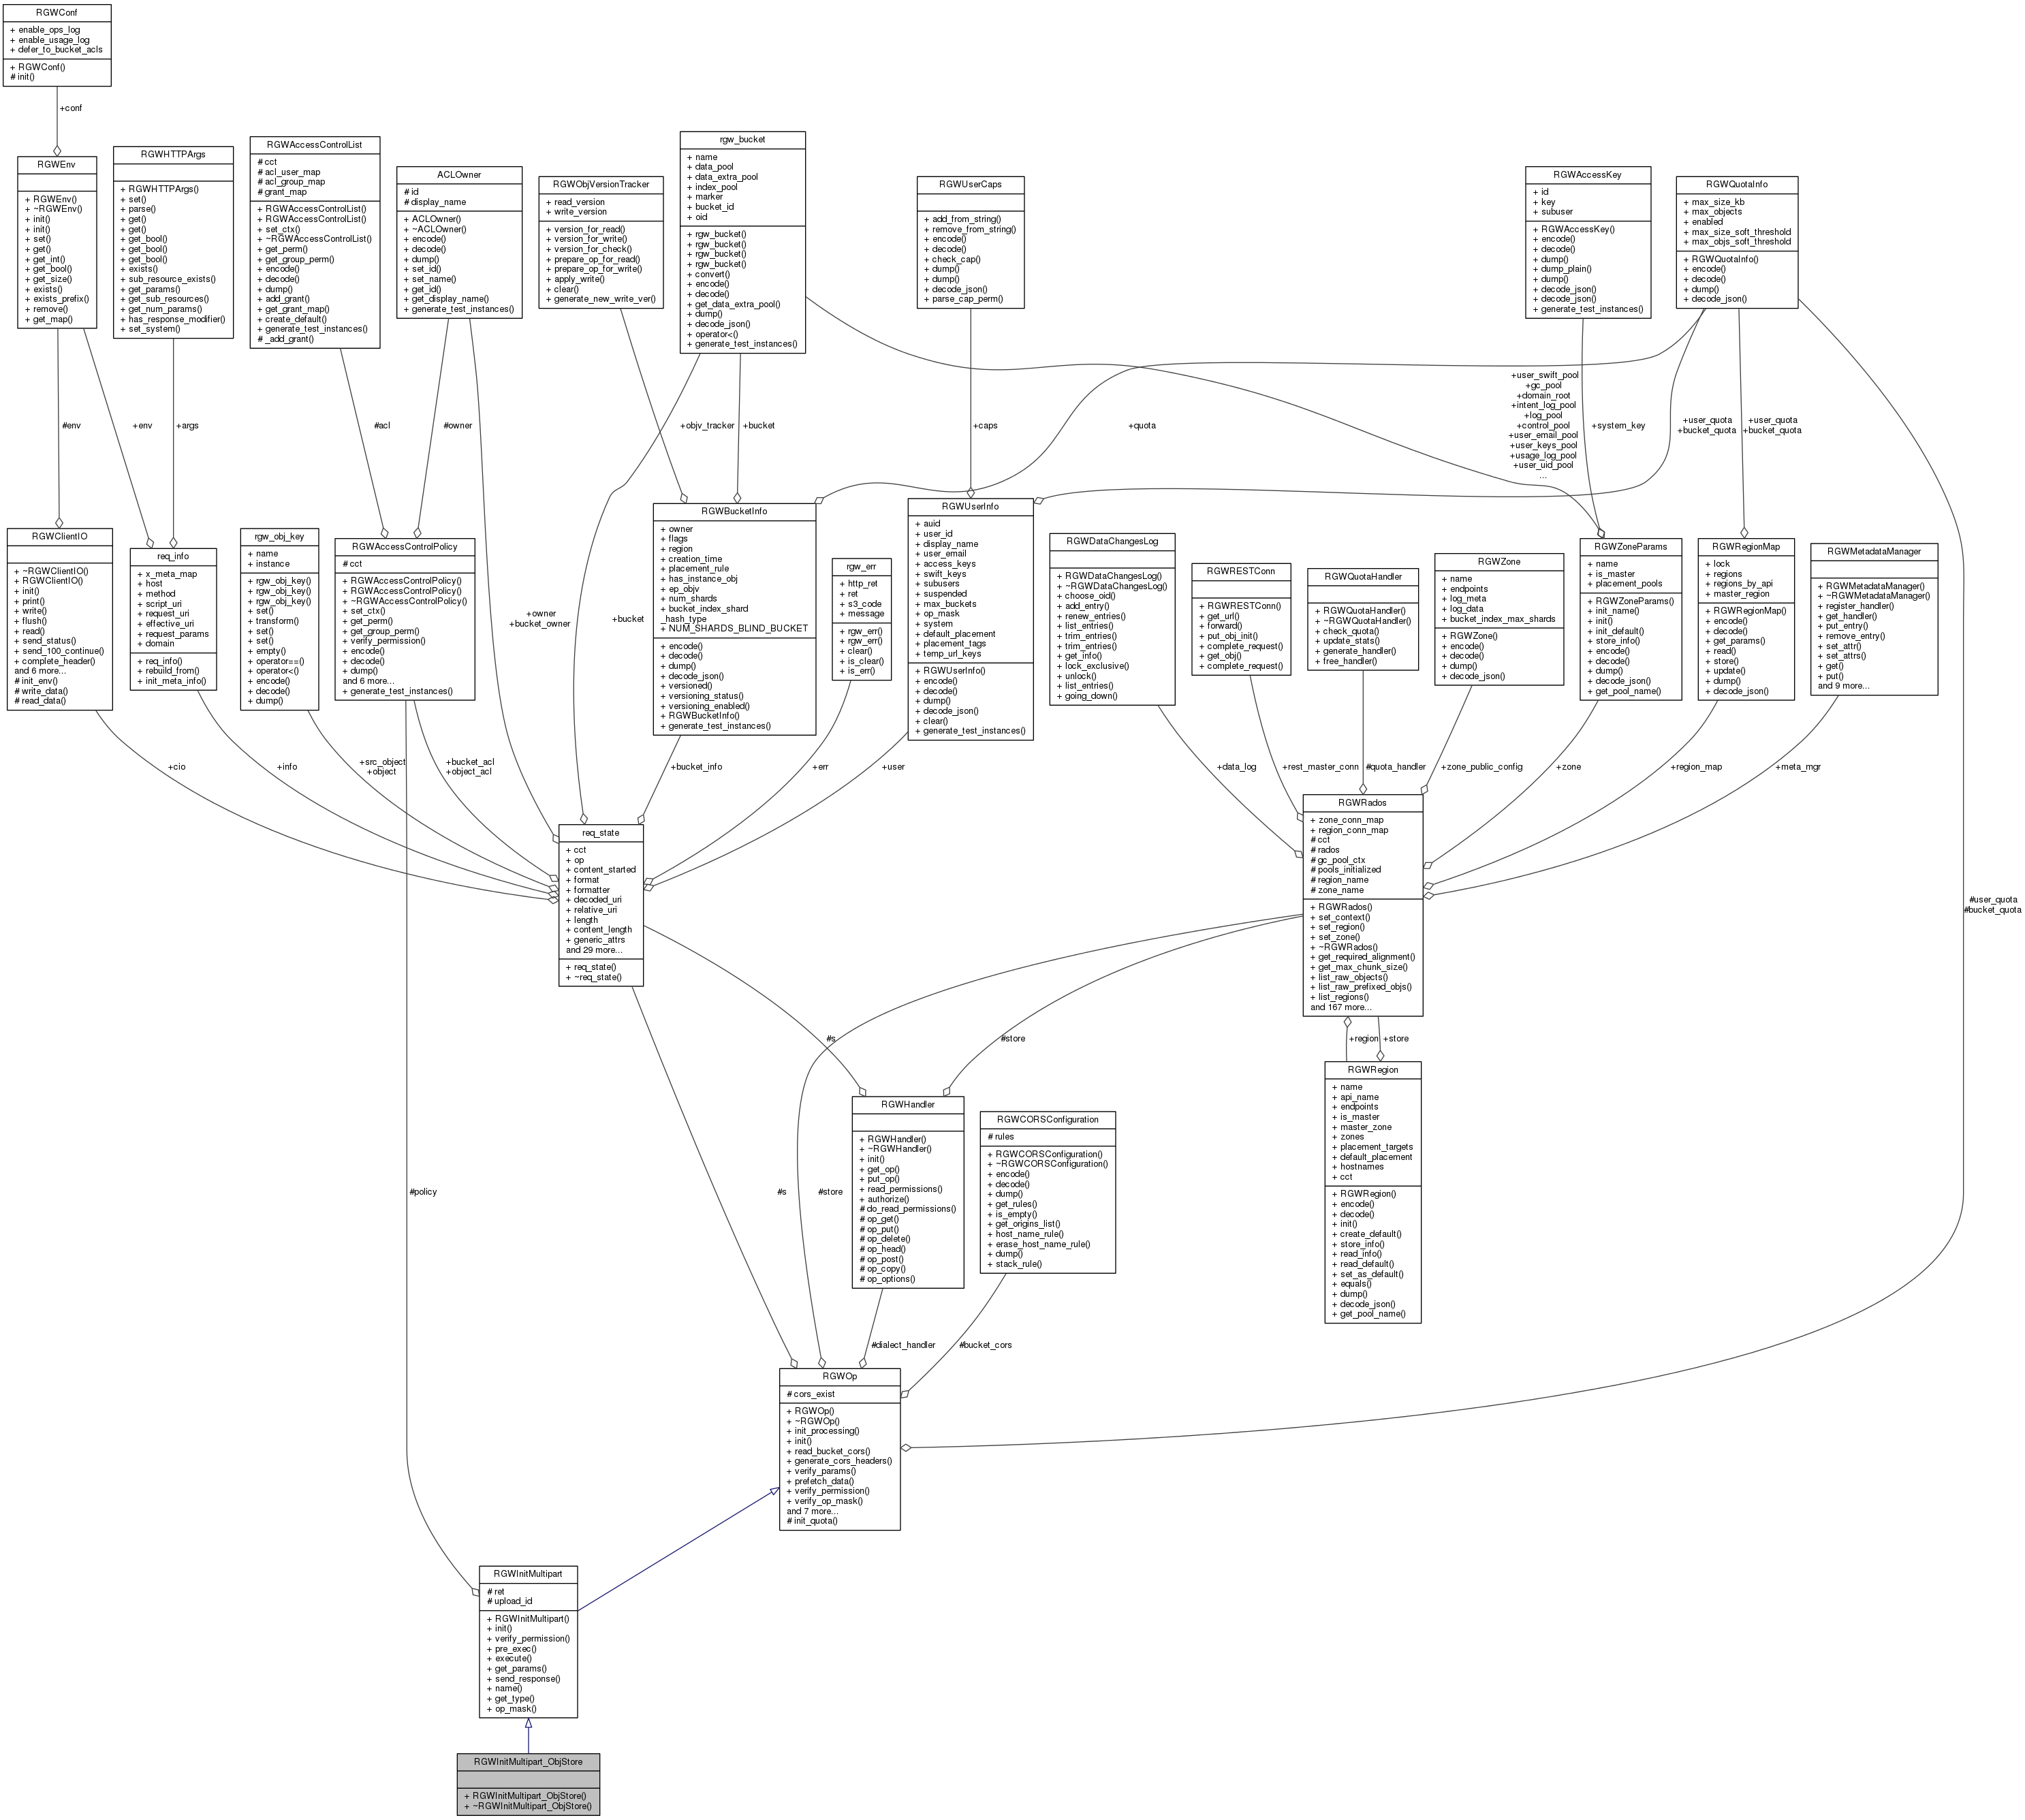 RGWConf
+ enable_ops_log
+ enable_usage_log
+ defer_to_bucket_acls
+ RGWConf()
# init()
+conf
RGWEnv
+ RGWEnv()
+ ~RGWEnv()
+ init()
+ init()
+ set()
+ get()
+ get_int()
+ get_bool()
+ get_size()
+ exists()
+ exists_prefix()
+ remove()
+ get_map()
RGWHTTPArgs
+ RGWHTTPArgs()
+ set()
+ parse()
+ get()
+ get()
+ get_bool()
+ get_bool()
+ get_bool()
+ exists()
+ sub_resource_exists()
+ get_params()
+ get_sub_resources()
+ get_num_params()
+ has_response_modifier()
+ set_system()
RGWAccessControlList
# cct
# acl_user_map
# acl_group_map
# grant_map
+ RGWAccessControlList()
+ RGWAccessControlList()
+ set_ctx()
+ ~RGWAccessControlList()
+ get_perm()
+ get_group_perm()
+ encode()
+ decode()
+ dump()
+ add_grant()
+ get_grant_map()
+ create_default()
+ generate_test_instances()
# _add_grant()
ACLOwner
# id
# display_name
+ ACLOwner()
+ ~ACLOwner()
+ encode()
+ decode()
+ dump()
+ set_id()
+ set_name()
+ get_id()
+ get_display_name()
+ generate_test_instances()
RGWObjVersionTracker
+ read_version
+ write_version
+ version_for_read()
+ version_for_write()
+ version_for_check()
+ prepare_op_for_read()
+ prepare_op_for_write()
+ apply_write()
+ clear()
+ generate_new_write_ver()
rgw_bucket
+ name
+ data_pool
+ data_extra_pool
+ index_pool
+ marker
+ bucket_id
+ oid
+ rgw_bucket()
+ rgw_bucket()
+ rgw_bucket()
+ rgw_bucket()
+ convert()
+ encode()
+ decode()
+ get_data_extra_pool()
+ dump()
+ decode_json()
+ operator<()
+ generate_test_instances()
RGWUserCaps
+ add_from_string()
+ remove_from_string()
+ encode()
+ decode()
+ check_cap()
+ dump()
+ dump()
+ decode_json()
+ parse_cap_perm()
RGWAccessKey
+ id
+ key
+ subuser
+ RGWAccessKey()
+ encode()
+ decode()
+ dump()
+ dump_plain()
+ dump()
+ decode_json()
+ decode_json()
+ generate_test_instances()
RGWQuotaInfo
+ max_size_kb
+ max_objects
+ enabled
+ max_size_soft_threshold
+ max_objs_soft_threshold
+ RGWQuotaInfo()
+ encode()
+ decode()
+ dump()
+ decode_json()
#env
+env
+args
#acl
#owner
+objv_tracker
+bucket
+caps
+quota
+user_swift_pool
+gc_pool
+domain_root
+intent_log_pool
+log_pool
+control_pool
+user_email_pool
+user_keys_pool
+usage_log_pool
+user_uid_pool
...
+system_key
+user_quota
+bucket_quota
+user_quota
+bucket_quota
RGWClientIO
+ ~RGWClientIO()
+ RGWClientIO()
+ init()
+ print()
+ write()
+ flush()
+ read()
+ send_status()
+ send_100_continue()
+ complete_header()
and 6 more...
# init_env()
# write_data()
# read_data()
req_info
+ x_meta_map
+ host
+ method
+ script_uri
+ request_uri
+ effective_uri
+ request_params
+ domain
+ req_info()
+ rebuild_from()
+ init_meta_info()
rgw_obj_key
+ name
+ instance
+ rgw_obj_key()
+ rgw_obj_key()
+ rgw_obj_key()
+ set()
+ transform()
+ set()
+ set()
+ empty()
+ operator==()
+ operator<()
+ encode()
+ decode()
+ dump()
RGWAccessControlPolicy
# cct
+ RGWAccessControlPolicy()
+ RGWAccessControlPolicy()
+ ~RGWAccessControlPolicy()
+ set_ctx()
+ get_perm()
+ get_group_perm()
+ verify_permission()
+ encode()
+ decode()
+ dump()
and 6 more...
+ generate_test_instances()
+owner
+bucket_owner
+bucket
RGWBucketInfo
+ owner
+ flags
+ region
+ creation_time
+ placement_rule
+ has_instance_obj
+ ep_objv
+ num_shards
+ bucket_index_shard
_hash_type
+ NUM_SHARDS_BLIND_BUCKET
+ encode()
+ decode()
+ dump()
+ decode_json()
+ versioned()
+ versioning_status()
+ versioning_enabled()
+ RGWBucketInfo()
+ generate_test_instances()
rgw_err
+ http_ret
+ ret
+ s3_code
+ message
+ rgw_err()
+ rgw_err()
+ clear()
+ is_clear()
+ is_err()
RGWUserInfo
+ auid
+ user_id
+ display_name
+ user_email
+ access_keys
+ swift_keys
+ subusers
+ suspended
+ max_buckets
+ op_mask
+ system
+ default_placement
+ placement_tags
+ temp_url_keys
+ RGWUserInfo()
+ encode()
+ decode()
+ dump()
+ decode_json()
+ clear()
+ generate_test_instances()
RGWDataChangesLog
+ RGWDataChangesLog()
+ ~RGWDataChangesLog()
+ choose_oid()
+ add_entry()
+ renew_entries()
+ list_entries()
+ trim_entries()
+ trim_entries()
+ get_info()
+ lock_exclusive()
+ unlock()
+ list_entries()
+ going_down()
RGWRESTConn
+ RGWRESTConn()
+ get_url()
+ forward()
+ put_obj_init()
+ complete_request()
+ get_obj()
+ complete_request()
RGWQuotaHandler
+ RGWQuotaHandler()
+ ~RGWQuotaHandler()
+ check_quota()
+ update_stats()
+ generate_handler()
+ free_handler()
RGWZone
+ name
+ endpoints
+ log_meta
+ log_data
+ bucket_index_max_shards
+ RGWZone()
+ encode()
+ decode()
+ dump()
+ decode_json()
RGWZoneParams
+ name
+ is_master
+ placement_pools
+ RGWZoneParams()
+ init_name()
+ init()
+ init_default()
+ store_info()
+ encode()
+ decode()
+ dump()
+ decode_json()
+ get_pool_name()
RGWRegionMap
+ lock
+ regions
+ regions_by_api
+ master_region
+ RGWRegionMap()
+ encode()
+ decode()
+ get_params()
+ read()
+ store()
+ update()
+ dump()
+ decode_json()
RGWMetadataManager
+ RGWMetadataManager()
+ ~RGWMetadataManager()
+ register_handler()
+ get_handler()
+ put_entry()
+ remove_entry()
+ set_attr()
+ set_attrs()
+ get()
+ put()
and 9 more...
+cio
+info
+src_object
+object
+bucket_acl
+object_acl
+bucket_info
+err
+user
+data_log
+rest_master_conn
#quota_handler
+zone_public_config
+zone
+region_map
+meta_mgr
req_state
+ cct
+ op
+ content_started
+ format
+ formatter
+ decoded_uri
+ relative_uri
+ length
+ content_length
+ generic_attrs
and 29 more...
+ req_state()
+ ~req_state()
RGWRados
+ zone_conn_map
+ region_conn_map
# cct
# rados
# gc_pool_ctx
# pools_initialized
# region_name
# zone_name
+ RGWRados()
+ set_context()
+ set_region()
+ set_zone()
+ ~RGWRados()
+ get_required_alignment()
+ get_max_chunk_size()
+ list_raw_objects()
+ list_raw_prefixed_objs()
+ list_regions()
and 167 more...
#user_quota
#bucket_quota
#s
#store
+region
+store
RGWHandler
+ RGWHandler()
+ ~RGWHandler()
+ init()
+ get_op()
+ put_op()
+ read_permissions()
+ authorize()
# do_read_permissions()
# op_get()
# op_put()
# op_delete()
# op_head()
# op_post()
# op_copy()
# op_options()
RGWCORSConfiguration
# rules
+ RGWCORSConfiguration()
+ ~RGWCORSConfiguration()
+ encode()
+ decode()
+ dump()
+ get_rules()
+ is_empty()
+ get_origins_list()
+ host_name_rule()
+ erase_host_name_rule()
+ dump()
+ stack_rule()
RGWRegion
+ name
+ api_name
+ endpoints
+ is_master
+ master_zone
+ zones
+ placement_targets
+ default_placement
+ hostnames
+ cct
+ RGWRegion()
+ encode()
+ decode()
+ init()
+ create_default()
+ store_info()
+ read_info()
+ read_default()
+ set_as_default()
+ equals()
+ dump()
+ decode_json()
+ get_pool_name()
#policy
#s
#store
#dialect_handler
#bucket_cors
RGWOp
# cors_exist
+ RGWOp()
+ ~RGWOp()
+ init_processing()
+ init()
+ read_bucket_cors()
+ generate_cors_headers()
+ verify_params()
+ prefetch_data()
+ verify_permission()
+ verify_op_mask()
and 7 more...
# init_quota()
RGWInitMultipart
# ret
# upload_id
+ RGWInitMultipart()
+ init()
+ verify_permission()
+ pre_exec()
+ execute()
+ get_params()
+ send_response()
+ name()
+ get_type()
+ op_mask()
RGWInitMultipart_ObjStore
+ RGWInitMultipart_ObjStore()
+ ~RGWInitMultipart_ObjStore()